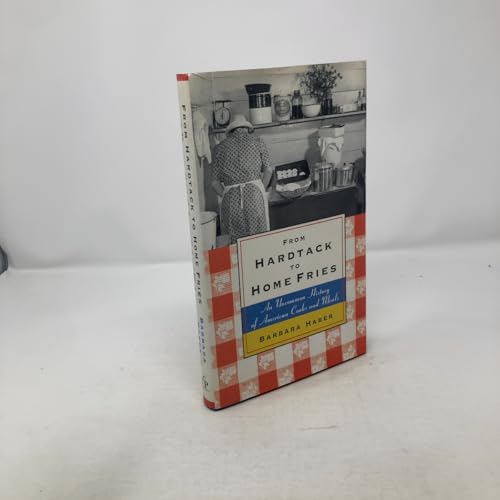 FROM HARDTACK TO HOME FRIES BARBARA
FROM
HARDTACK
TO
HOME FRIES
An Uncommon History
of American Cooks and Meals
BARBARA HABER